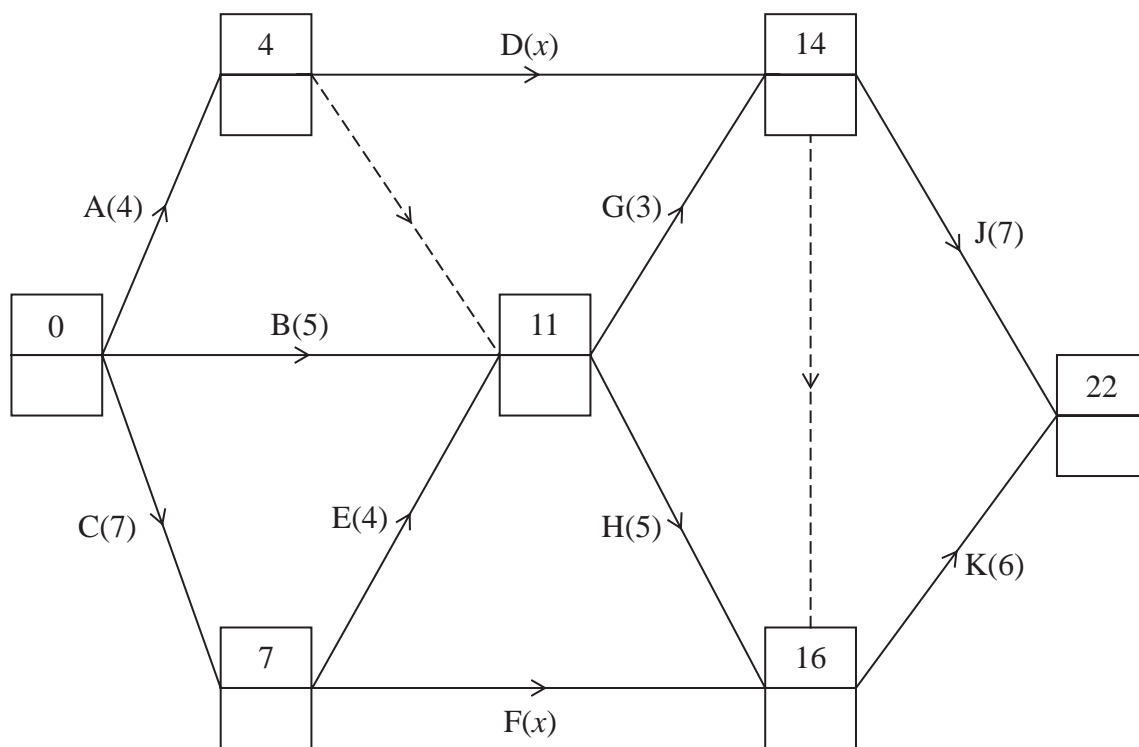 4
D(x)
14
A(4)
G(3)
J(7)
0
B(5)
11
22
C(7)
E(4)
H(5)
K(6)
7
16
F(x)